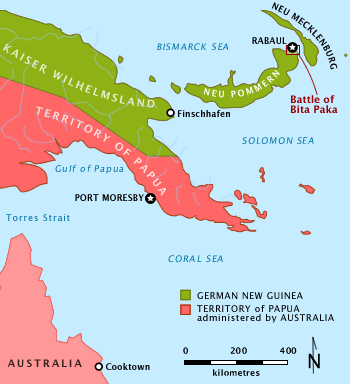 NEU MECKLENBURG
BISMARCK SEA
RABAUL
KAISER WILHELMSLAND
NEU POMMERN
Battle of
Bita Paka
Finschhafen
TERRITORY OF PAPUA
SOLOMON SEA
Gulf of Papua
PORT MORESBY
Torres Strait
CORAL SEA
GERMAN NEW GUINEA
TERRITORY of PAPUA
administered by AUSTRALIA
AUSTRALIA
Cooktown
0 200 400
kilometres
N